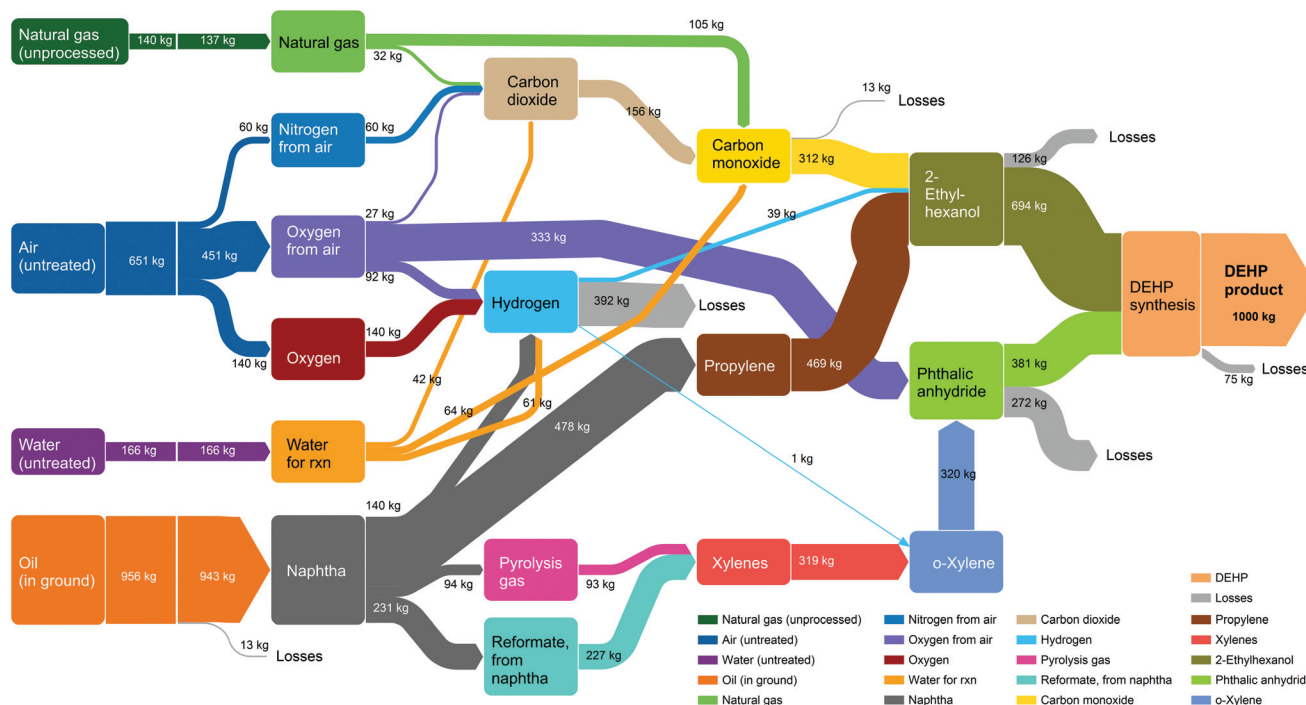 Natural gas
(unprocessed)
140 kg
137 kg
Natural gas
105 kg
32 kg
Carbon
dioxide
156 kg
13 kg
Losses
60 kg
Nitrogen
from air
60 kg
Carbon
monoxide
312 kg
2-
Ethyl-
hexanol
126 kg
Losses
694 kg
Air
(untreated)
651 kg
451 kg
Oxygen
from air
27 kg
333 kg
92 kg
39 kg
Hydrogen
392 kg
Losses
DEHP
synthesis
DEHP
product
1000 kg
140 kg
Oxygen
140 kg
Propylene
469 kg
Phthalic
anhydride
381 kg
272 kg
Losses
75 kg
Losses
42 kg
64 kg
61 kg
478 kg
Water
(untreated)
166 kg
166 kg
Water
for rxn
1 kg
320 kg
Oil
(in ground)
956 kg
943 kg
13 kg
Losses
Naphtha
140 kg
94 kg
231 kg
Pyrolysis
gas
93 kg
Xylenes
319 kg
o-Xylene
Reformate,
from
naphtha
227 kg
Natural gas (unprocessed)
Air (untreated)
Water (untreated)
Oil (in ground)
Natural gas
Nitrogen from air
Oxygen from air
Oxygen
Water for rxn
Naphtha
Carbon dioxide
Hydrogen
Pyrolysis gas
Reformate, from naphtha
Carbon monoxide
DEHP
Losses
Propylene
Xylenes
2-Ethylhexanol
Phthalic anhydrid
o-Xylene